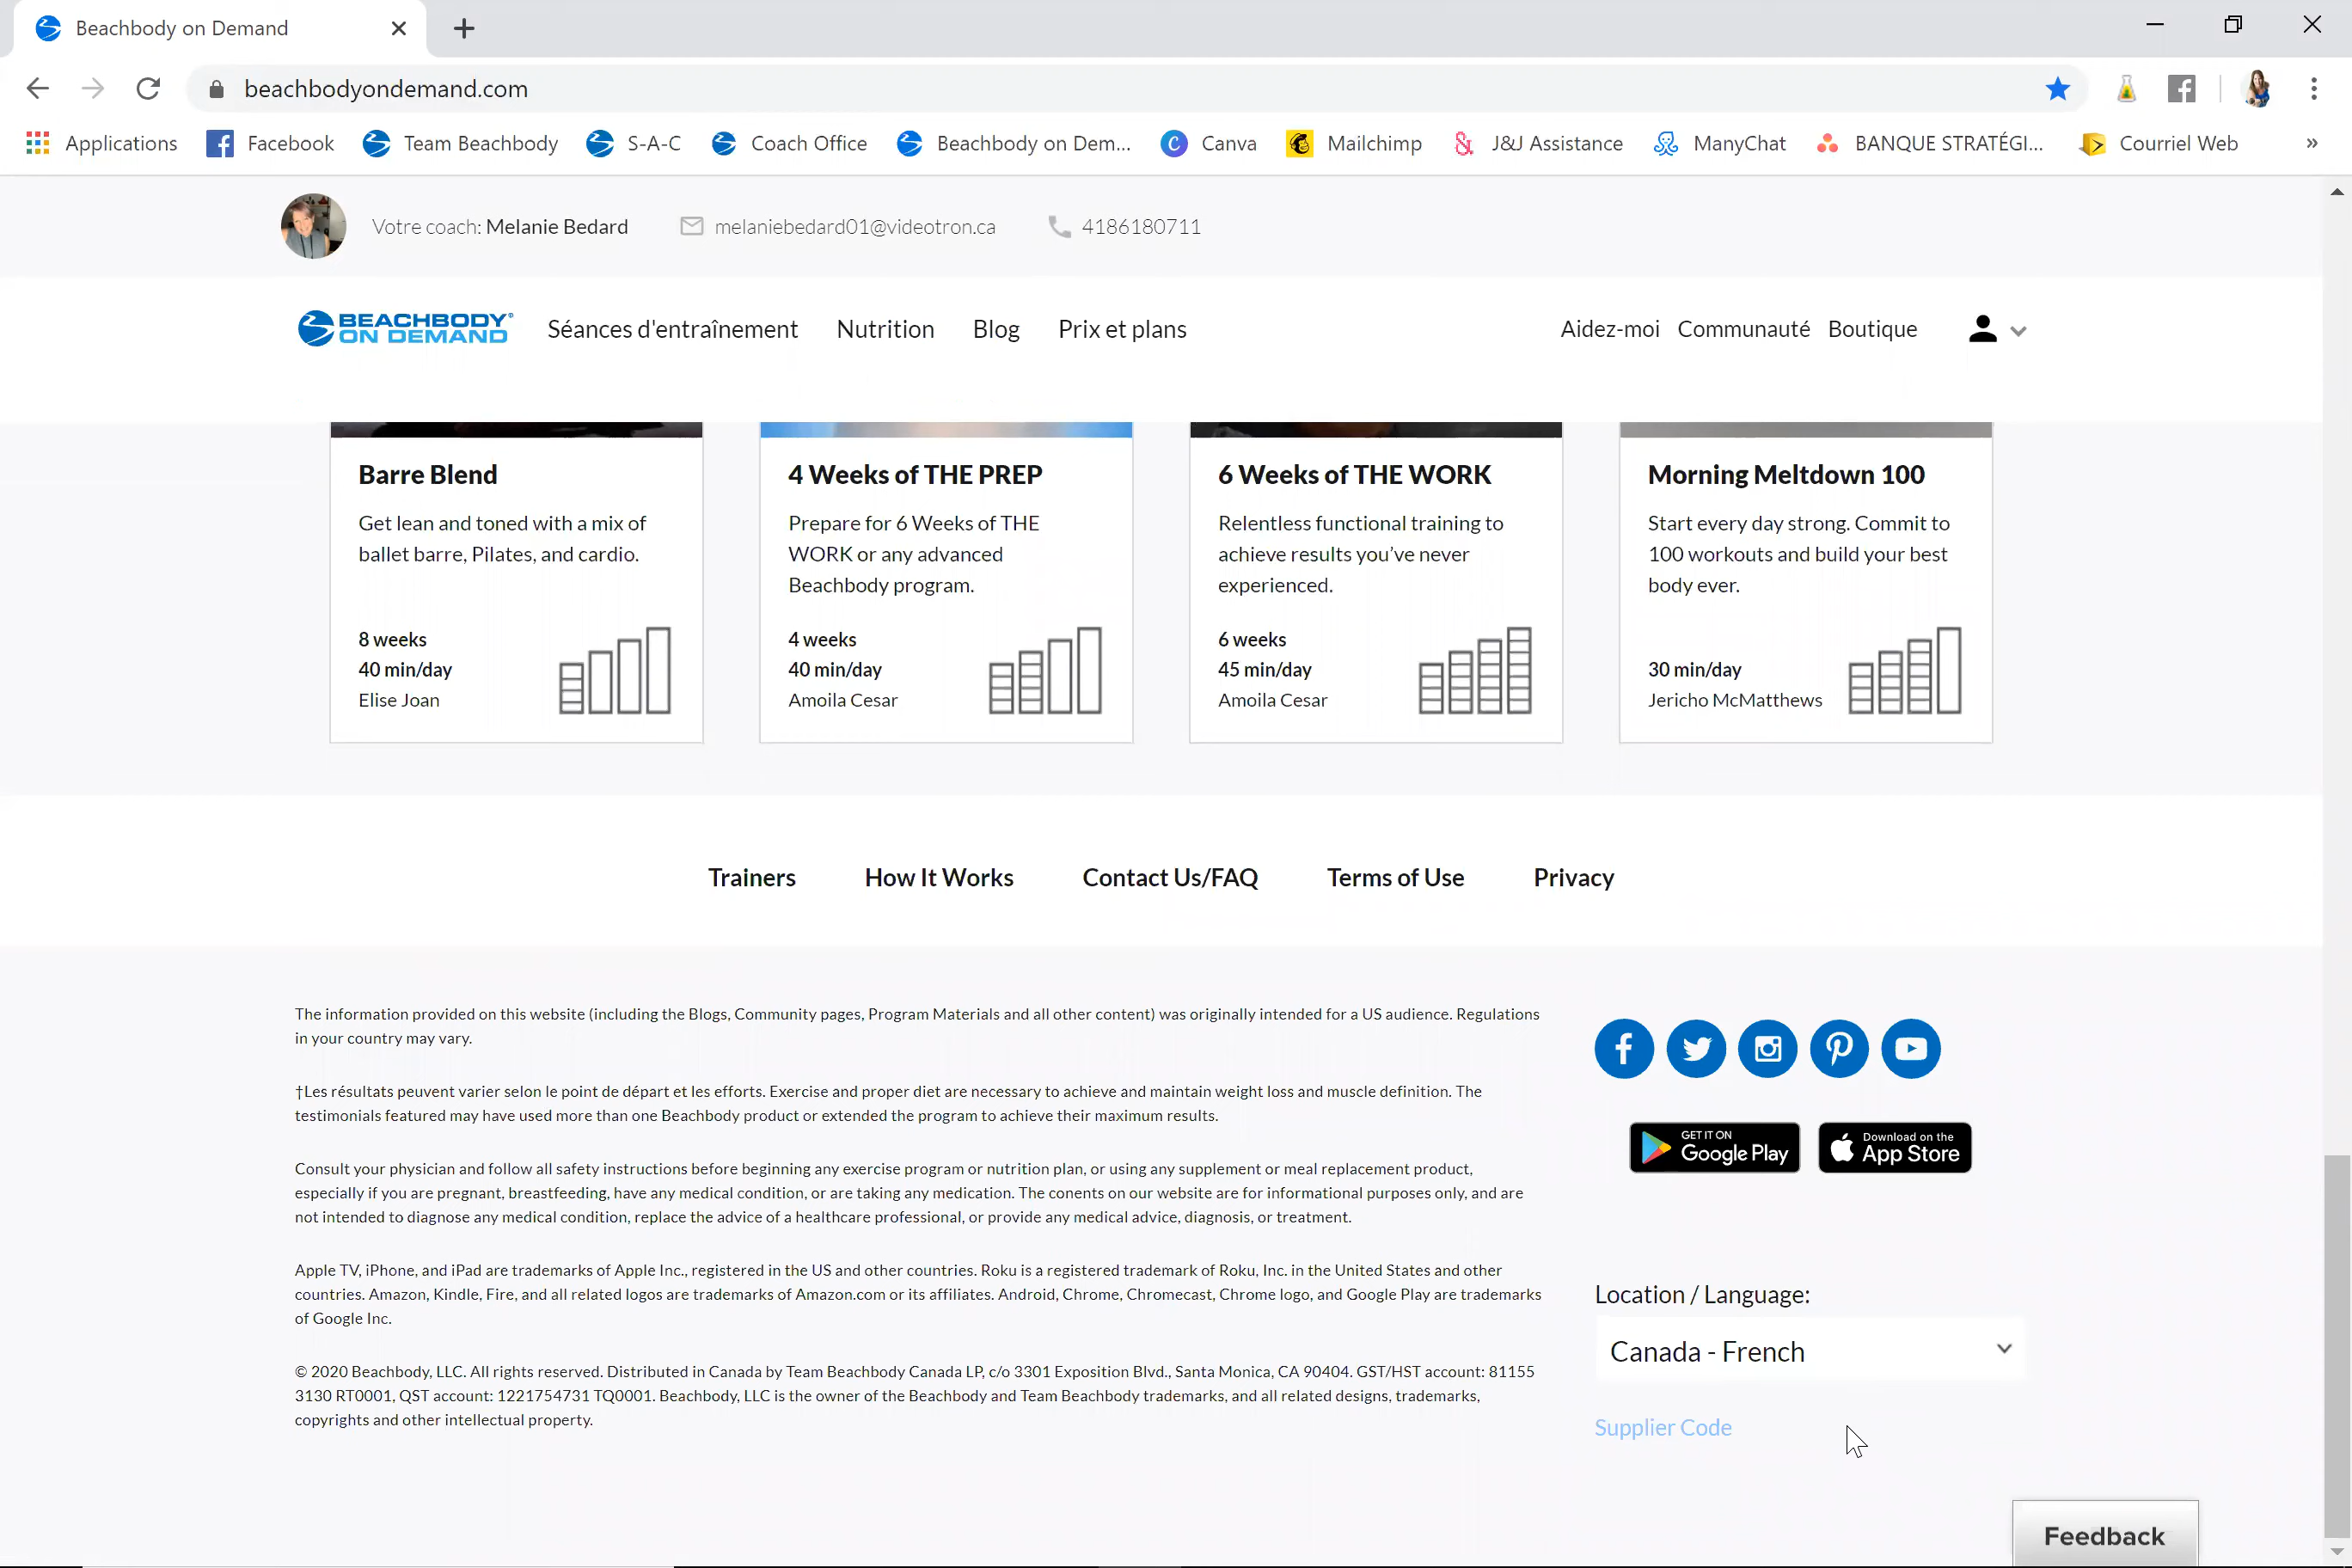 Beachbody on Demand
beachbodyondemand.com
Applications Facebook Team Beachbody S-A-C Coach Office Beachbody on Dem... Canva Mailchimp J&J Assistance ManyChat BANQUE STRATÉGI... Courriel Web »
Votre coach: Melanie Bedard melaniebedard01@videotron.ca 4186180711
BEACHBODY®
ON DEMAND
Séances d'entraînement Nutrition Blog Prix et plans Aidez-moi Communauté Boutique
Barre Blend
Get lean and toned with a mix of
ballet barre, Pilates, and cardio.
8 weeks
40 min/day
Elise Joan
4 Weeks of THE PREP
Prepare for 6 Weeks of THE
WORK or any advanced
Beachbody program.
4 weeks
40 min/day
Amoila Cesar
6 Weeks of THE WORK
Relentless functional training to
achieve results you've never
experienced.
6 weeks
45 min/day
Amoila Cesar
Morning Meltdown 100
Start every day strong. Commit to
100 workouts and build your best
body ever.
30 min/day
Jericho McMatthews
Trainers How It Works Contact Us/FAQ Terms of Use Privacy
The information provided on this website (including the Blogs, Community pages, Program Materials and all other content) was originally intended for a US audience. Regulations
in your country may vary.
†Les résultats peuvent varier selon le point de départ et les efforts. Exercise and proper diet are necessary to achieve and maintain weight loss and muscle definition. The
testimonials featured may have used more than one Beachbody product or extended the program to achieve their maximum results.
Consult your physician and follow all safety instructions before beginning any exercise program or nutrition plan, or using any supplement or meal replacement product,
especially if you are pregnant, breastfeeding, have any medical condition, or are taking any medication. The conents on our website are for informational purposes only, and are
not intended to diagnose any medical condition, replace the advice of a healthcare professional, or provide any medical advice, diagnosis, or treatment.
Apple TV, iPhone, and iPad are trademarks of Apple Inc., registered in the US and other countries. Roku is a registered trademark of Roku, Inc. in the United States and other
countries. Amazon, Kindle, Fire, and all related logos are trademarks of Amazon.com or its affiliates. Android, Chrome, Chromecast, Chrome logo, and Google Play are trademarks
of Google Inc.
© 2020 Beachbody, LLC. All rights reserved. Distributed in Canada by Team Beachbody Canada LP, c/o 3301 Exposition Blvd., Santa Monica, CA 90404. GST/HST account: 81155
3130 RT0001, QST account: 1221754731 TQ0001. Beachbody, LLC is the owner of the Beachbody and Team Beachbody trademarks, and all related designs, trademarks,
copyrights and other intellectual property.
GET IT ON
Google Play
Download on the
App Store
Location / Language:
Canada - French
Supplier Code
Feedback